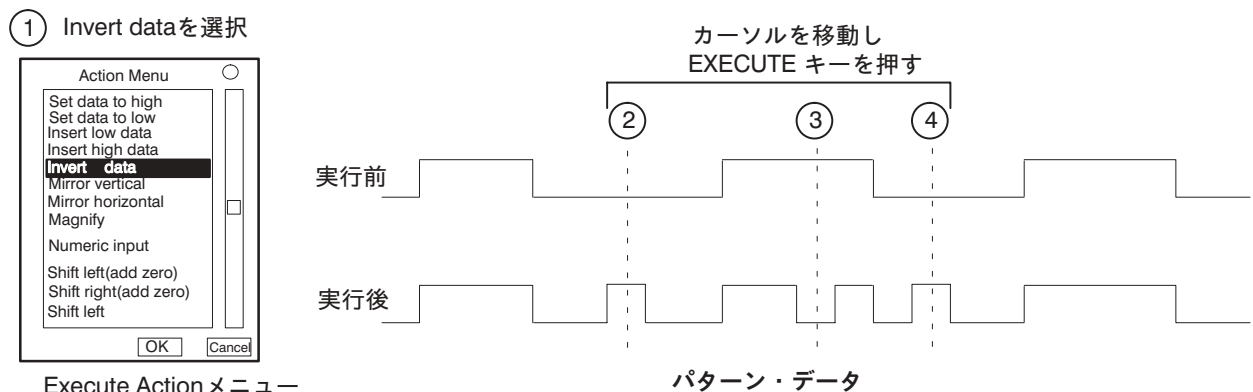 ① Invert dataを選択
Action Menu
Set data to high
Set data to low
Insert low data
Insert high data
Invert data
Mirror vertical
Mirror horizontal
Magnify
Numeric input
Shift left(add zero)
Shift right(add zero)
Shift left
OK Cancel
Execute Actionメニュー
カーソルを移動し
EXECUTE キーを押す
② ③ ④
実行前
実行後
パターン・データ